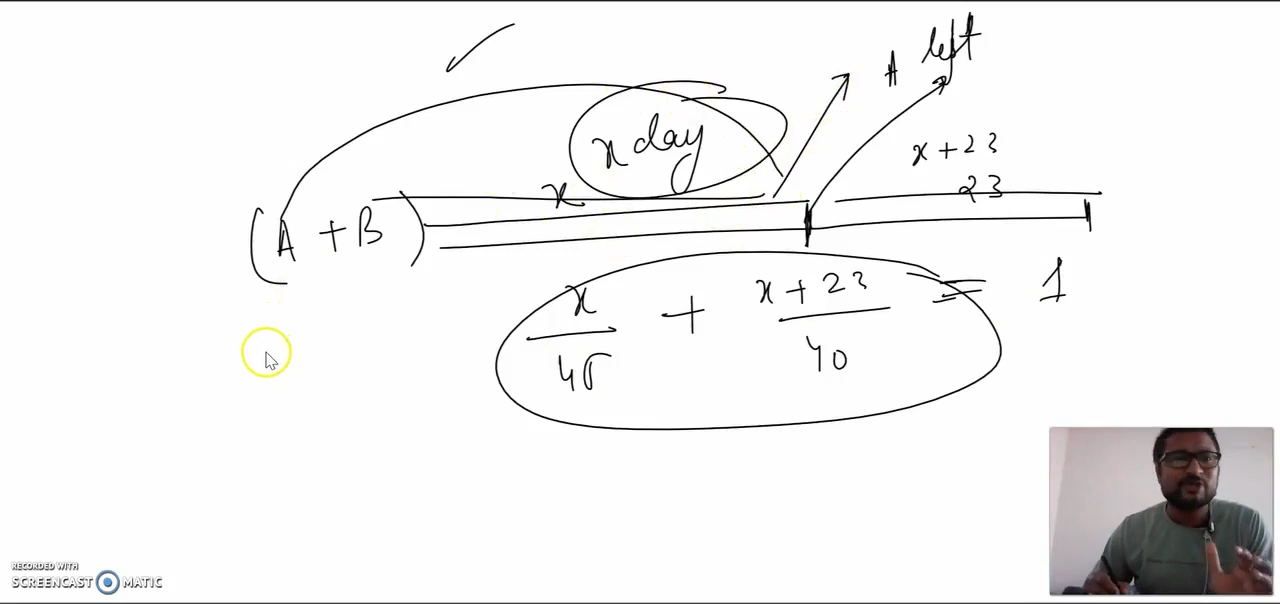 A left
x day
x + 23
x
23
(A + B)
x/45 + x + 23/40 = 1
RECORDED WITH
SCREENCAST MATIC